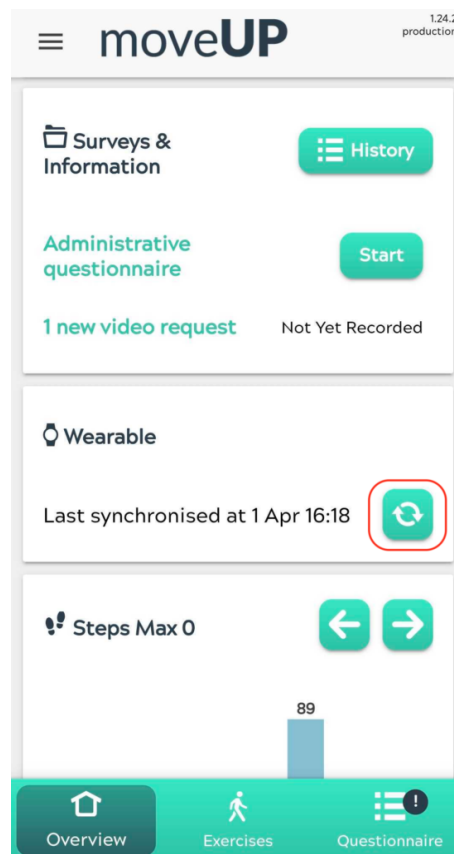 moveUP
1.24.2
production
Surveys &
Information
History
Administrative
questionnaire
Start
1 new video request
Not Yet Recorded
Wearable
Last synchronised at 1 Apr 16:18
Steps Max 0
89
Overview
Exercises
Questionnaire
!